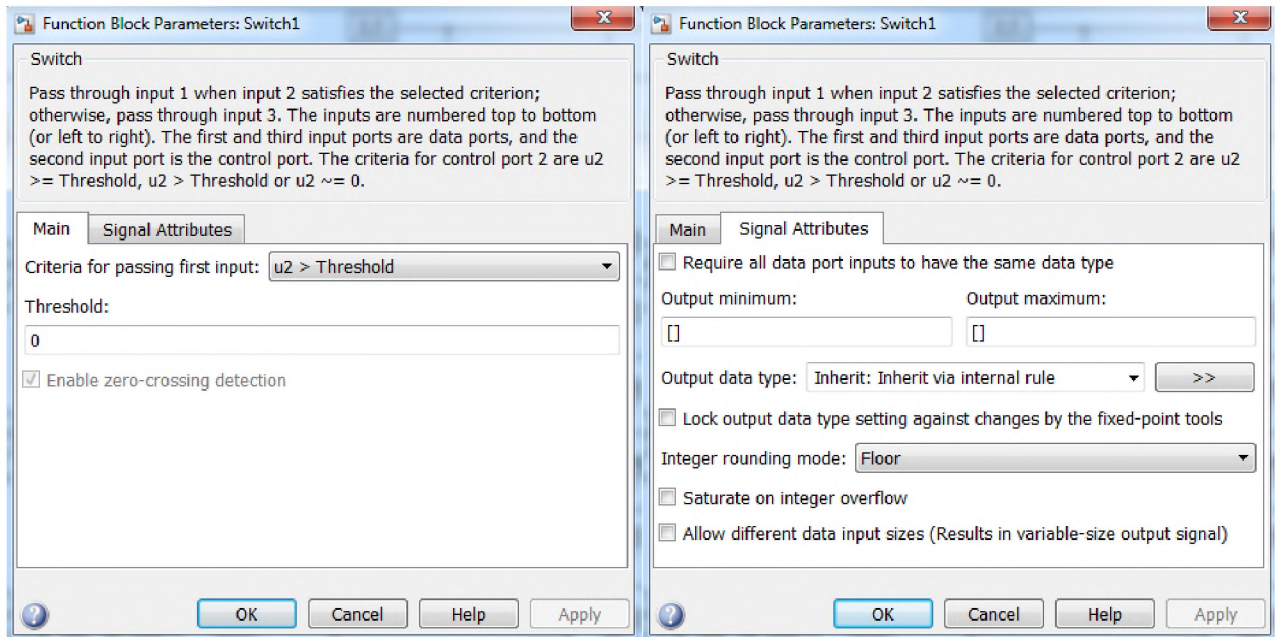 Function Block Parameters: Switch1
Switch
Pass through input 1 when input 2 satisfies the selected criterion;
otherwise, pass through input 3. The inputs are numbered top to bottom
(or left to right). The first and third input ports are data ports, and the
second input port is the control port. The criteria for control port 2 are u2
>= Threshold, u2 > Threshold or u2 ~= 0.
Main
Signal Attributes
Criteria for passing first input:
u2 > Threshold
Threshold:
0
Enable zero-crossing detection
OK
Cancel
Help
Apply
Function Block Parameters: Switch1
Switch
Pass through input 1 when input 2 satisfies the selected criterion;
otherwise, pass through input 3. The inputs are numbered top to bottom
(or left to right). The first and third input ports are data ports, and the
second input port is the control port. The criteria for control port 2 are u2
>= Threshold, u2 > Threshold or u2 ~= 0.
Main
Signal Attributes
Require all data port inputs to have the same data type
Output minimum:
Output maximum:
[]
[]
Output data type:
Inherit: Inherit via internal rule
>>
Lock output data type setting against changes by the fixed-point tools
Integer rounding mode:
Floor
Saturate on integer overflow
Allow different data input sizes (Results in variable-size output signal)
OK
Cancel
Help
Apply